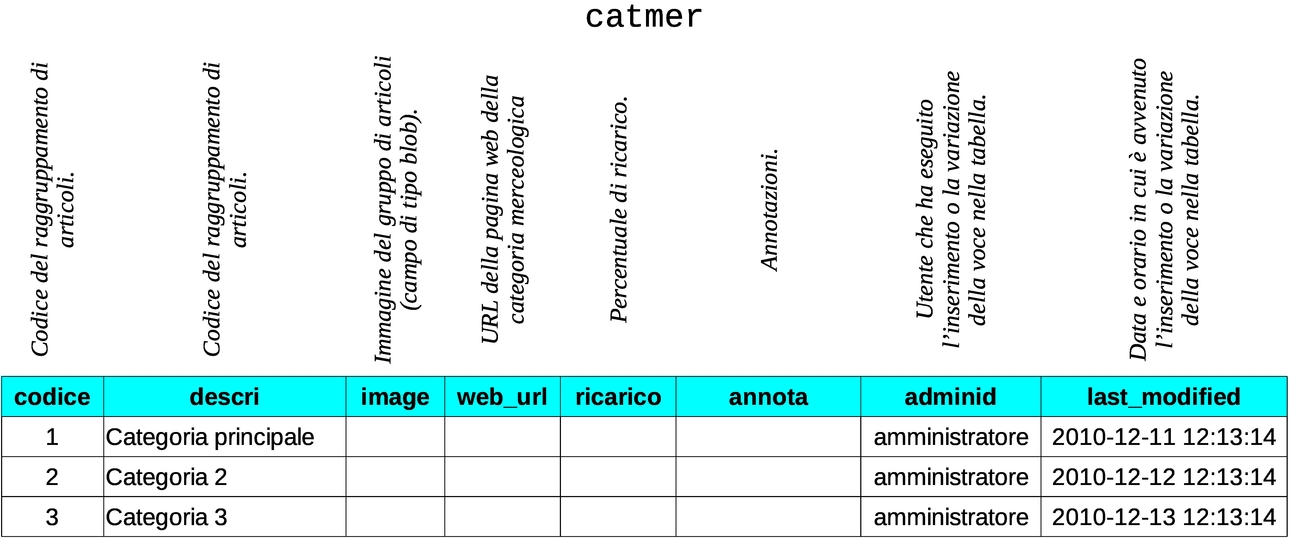 catmer
Codice del raggruppamento di
articoli.
Codice del raggruppamento di
articoli.
Immagine del gruppo di articoli
(campo di tipo blob).
URL della pagina web della
categoria merceologica
Percentuale di ricarico.
Annotazioni.
Utente che ha eseguito
l’inserimento o la variazione
della voce nella tabella.
Data e orario in cui è avvenuto
l’inserimento o la variazione
della voce nella tabella.
codice descri image web_url ricarico annota adminid last_modified
1 Categoria principale amministratore 2010-12-11 12:13:14
2 Categoria 2 amministratore 2010-12-12 12:13:14
3 Categoria 3 amministratore 2010-12-13 12:13:14